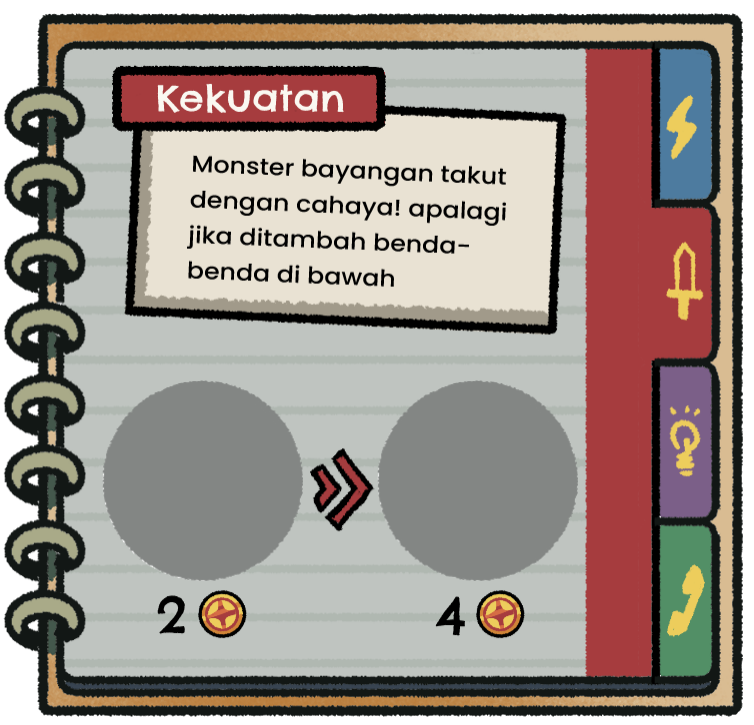 Kekuatan
Monster bayangan takut
dengan cahaya! apalagi
jika ditambah benda-
benda di bawah
2
4